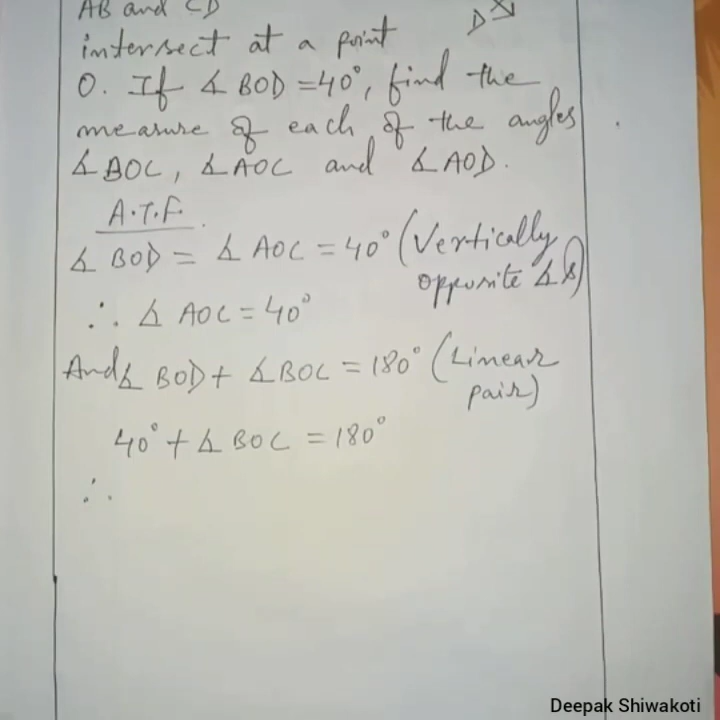 AB and CD
D
intersect at a point
O. If ∡ BOD = 40°, find the
measure of each of the angles
∡ BOC, ∡ AOC and ∡ AOD.
A.T.F.
∡ BOD = ∡ AOC = 40° (Vertically
opposite ∡s)
∴ ∡ AOC = 40°
And ∡ BOD + ∡BOC = 180° (Linear
pair)
40° + ∡ BOC = 180°
∴
Deepak Shiwakoti